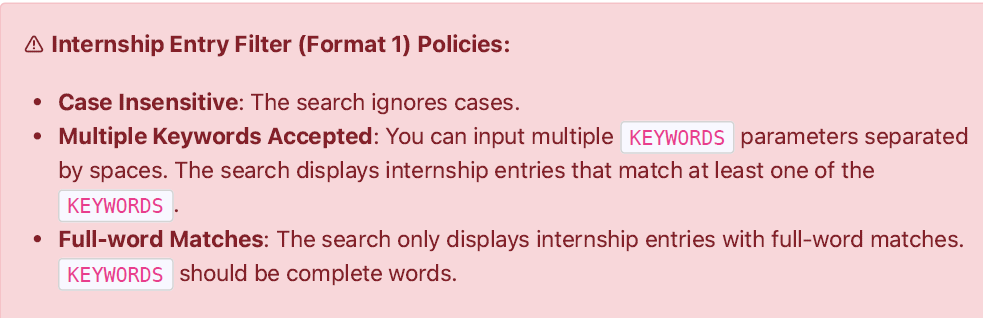 ⚠ Internship Entry Filter (Format 1) Policies:
• Case Insensitive: The search ignores cases.
• Multiple Keywords Accepted: You can input multiple KEYWORDS parameters separated
by spaces. The search displays internship entries that match at least one of the
KEYWORDS.
• Full-word Matches: The search only displays internship entries with full-word matches.
KEYWORDS should be complete words.